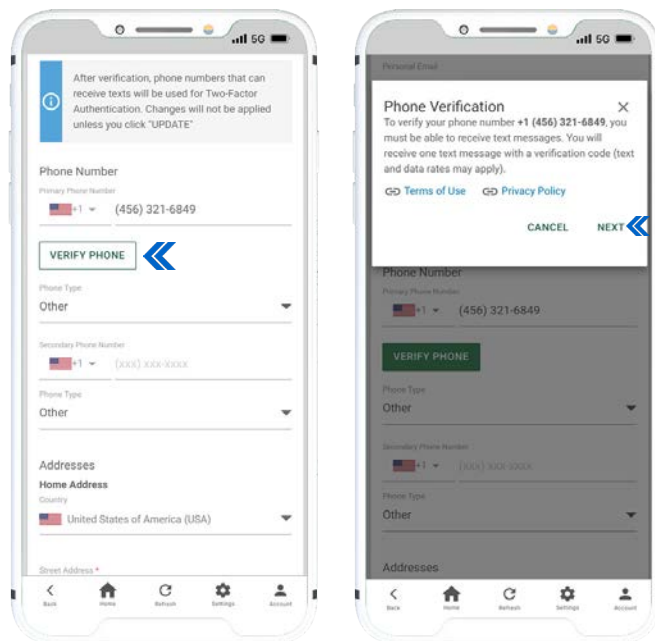 5G
After verification, phone numbers that can
receive texts will be used for Two-Factor
Authentication. Changes will not be applied
unless you click "UPDATE"
Phone Number
Primary Phone Number
+1
(456) 321-6849
VERIFY PHONE
Phone Type
Other
Secondary Phone Number
+1
(xxx) xxx-xxxx
Phone Type
Other
Addresses
Home Address
Country
United States of America (USA)
Street Address *
Back
Home
Refresh
Settings
Account
5G
Personal Email
Phone Verification
To verify your phone number +1 (456) 321-6849, you
must be able to receive text messages. You will
receive one text message with a verification code (text
and data rates may apply).
Terms of Use
Privacy Policy
CANCEL
NEXT
Phone Number
Primary Phone Number
+1
(456) 321-6849
VERIFY PHONE
Phone Type
Other
Secondary Phone Number
+1
(xxx) xxx-xxxx
Phone Type
Other
Addresses
Back
Home
Refresh
Settings
Account